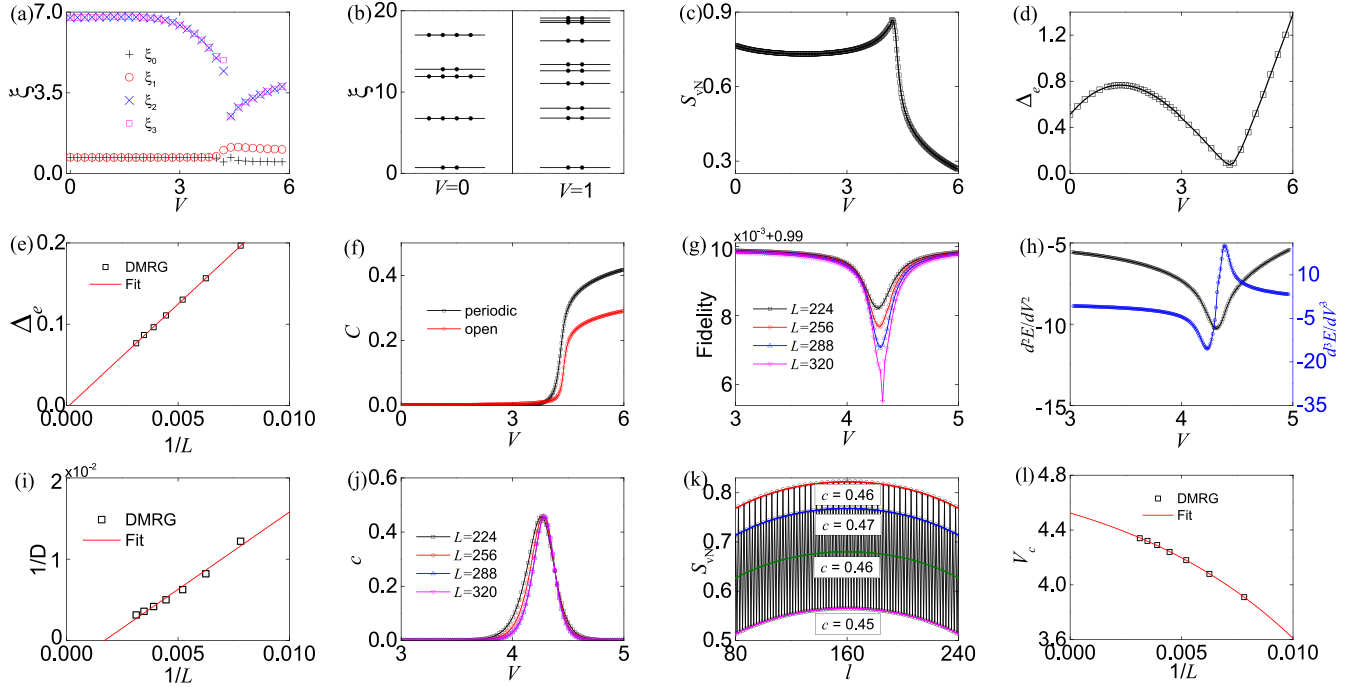 (a)
7.0
3.5
0.0
ξ
ξ0
ξ1
ξ2
ξ3
0
3
6
V
(b)
20
10
0
ξ
V=0
V=1
(c)
0.9
0.6
0.3
SvN
0
3
6
V
(d)
1.2
0.8
0.4
0.0
Δe
0
3
6
V
(e)
0.2
0.1
0.0
Δe
DMRG
Fit
0.000
0.005
0.010
1/L
(f)
0.4
0.2
0.0
C
periodic
open
0
3
6
V
(g)
x10-3+0.99
10
8
6
Fidelity
L=224
L=256
L=288
L=320
3
4
5
V
(h)
-5
-10
-15
d2E/dV2
20
10
-5
-20
-35
d3E/dV3
3
4
5
V
(i)
x10-2
2
1
0
1/D
DMRG
Fit
0.000
0.005
0.010
1/L
(j)
0.6
0.4
0.2
0.0
c
L=224
L=256
L=288
L=320
3
4
5
V
(k)
0.8
0.7
0.6
0.5
SvN
c = 0.46
c = 0.47
c = 0.46
c = 0.45
80
160
240
l
(l)
4.8
4.4
4.0
3.6
Vc
DMRG
Fit
0.000
0.005
0.010
1/L